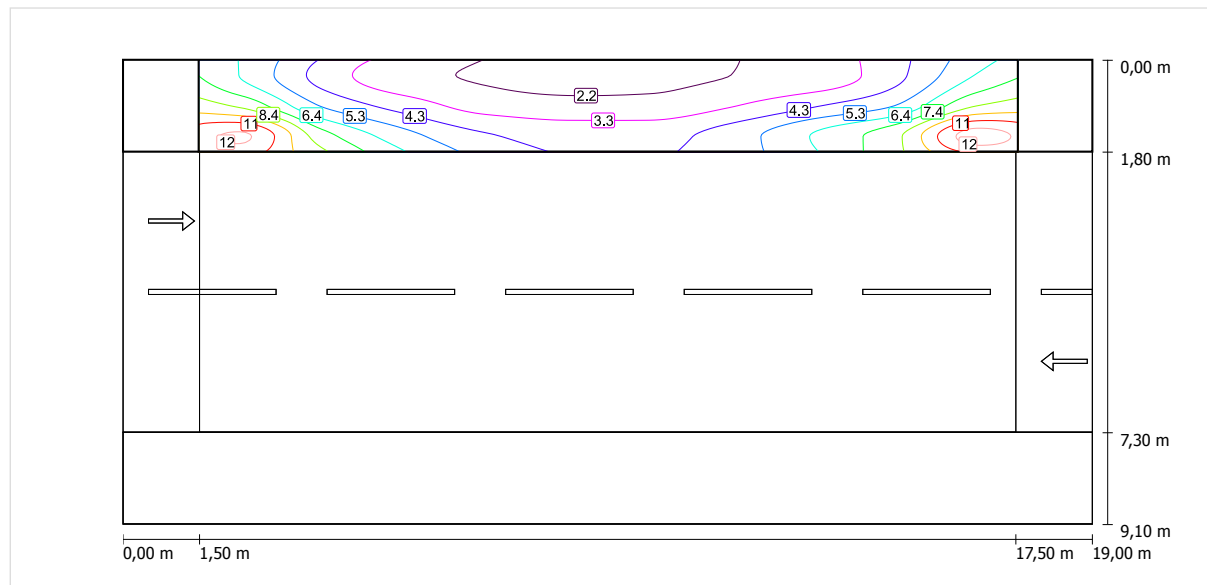 0,00 m
2.2
8.4 6.4 5.3 4.3 3.3 4.3 5.3 6.4 7.4
11 11
12 12
1,80 m
7,30 m
9,10 m
0,00 m 1,50 m 17,50 m 19,00 m